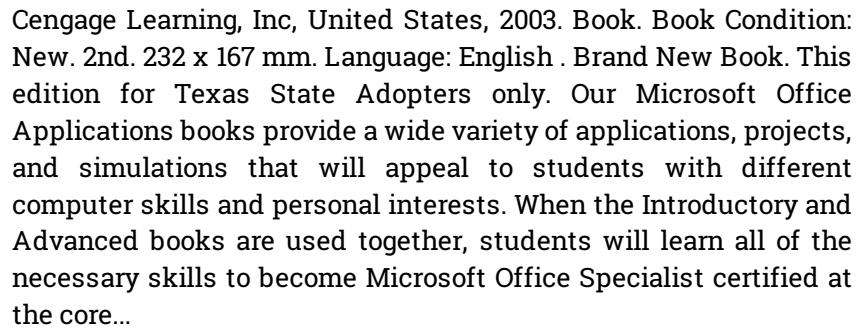 Cengage Learning, Inc, United States, 2003. Book. Book Condition:
New. 2nd. 232 x 167 mm. Language: English . Brand New Book. This
edition for Texas State Adopters only. Our Microsoft Office
Applications books provide a wide variety of applications, projects,
and simulations that will appeal to students with different
computer skills and personal interests. When the Introductory and
Advanced books are used together, students will learn all of the
necessary skills to become Microsoft Office Specialist certified at
the core...